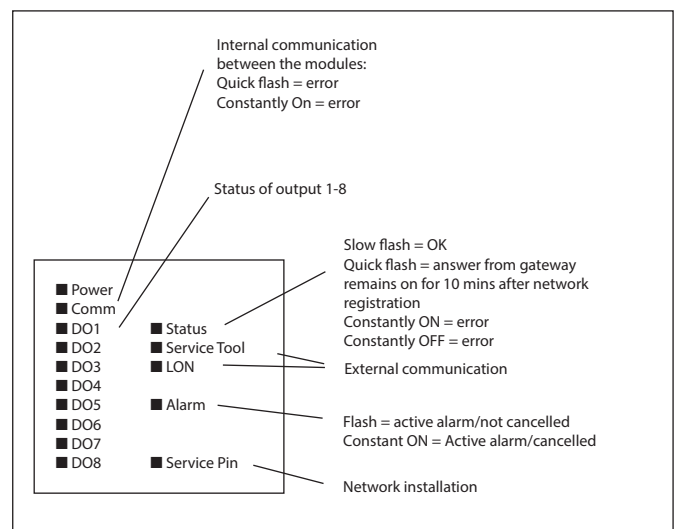 Internal communication
between the modules:
Quick flash = error
Constantly On = error
Status of output 1-8
Slow flash = OK
Quick flash = answer from gateway
remains on for 10 mins after network
registration
Constantly ON = error
Constantly OFF = error
External communication
Flash = active alarm/not cancelled
Constant ON = Active alarm/cancelled
Network installation
Power
Comm
DO1
DO2
DO3
DO4
DO5
DO6
DO7
DO8
Status
Service Tool
LON
Alarm
Service Pin